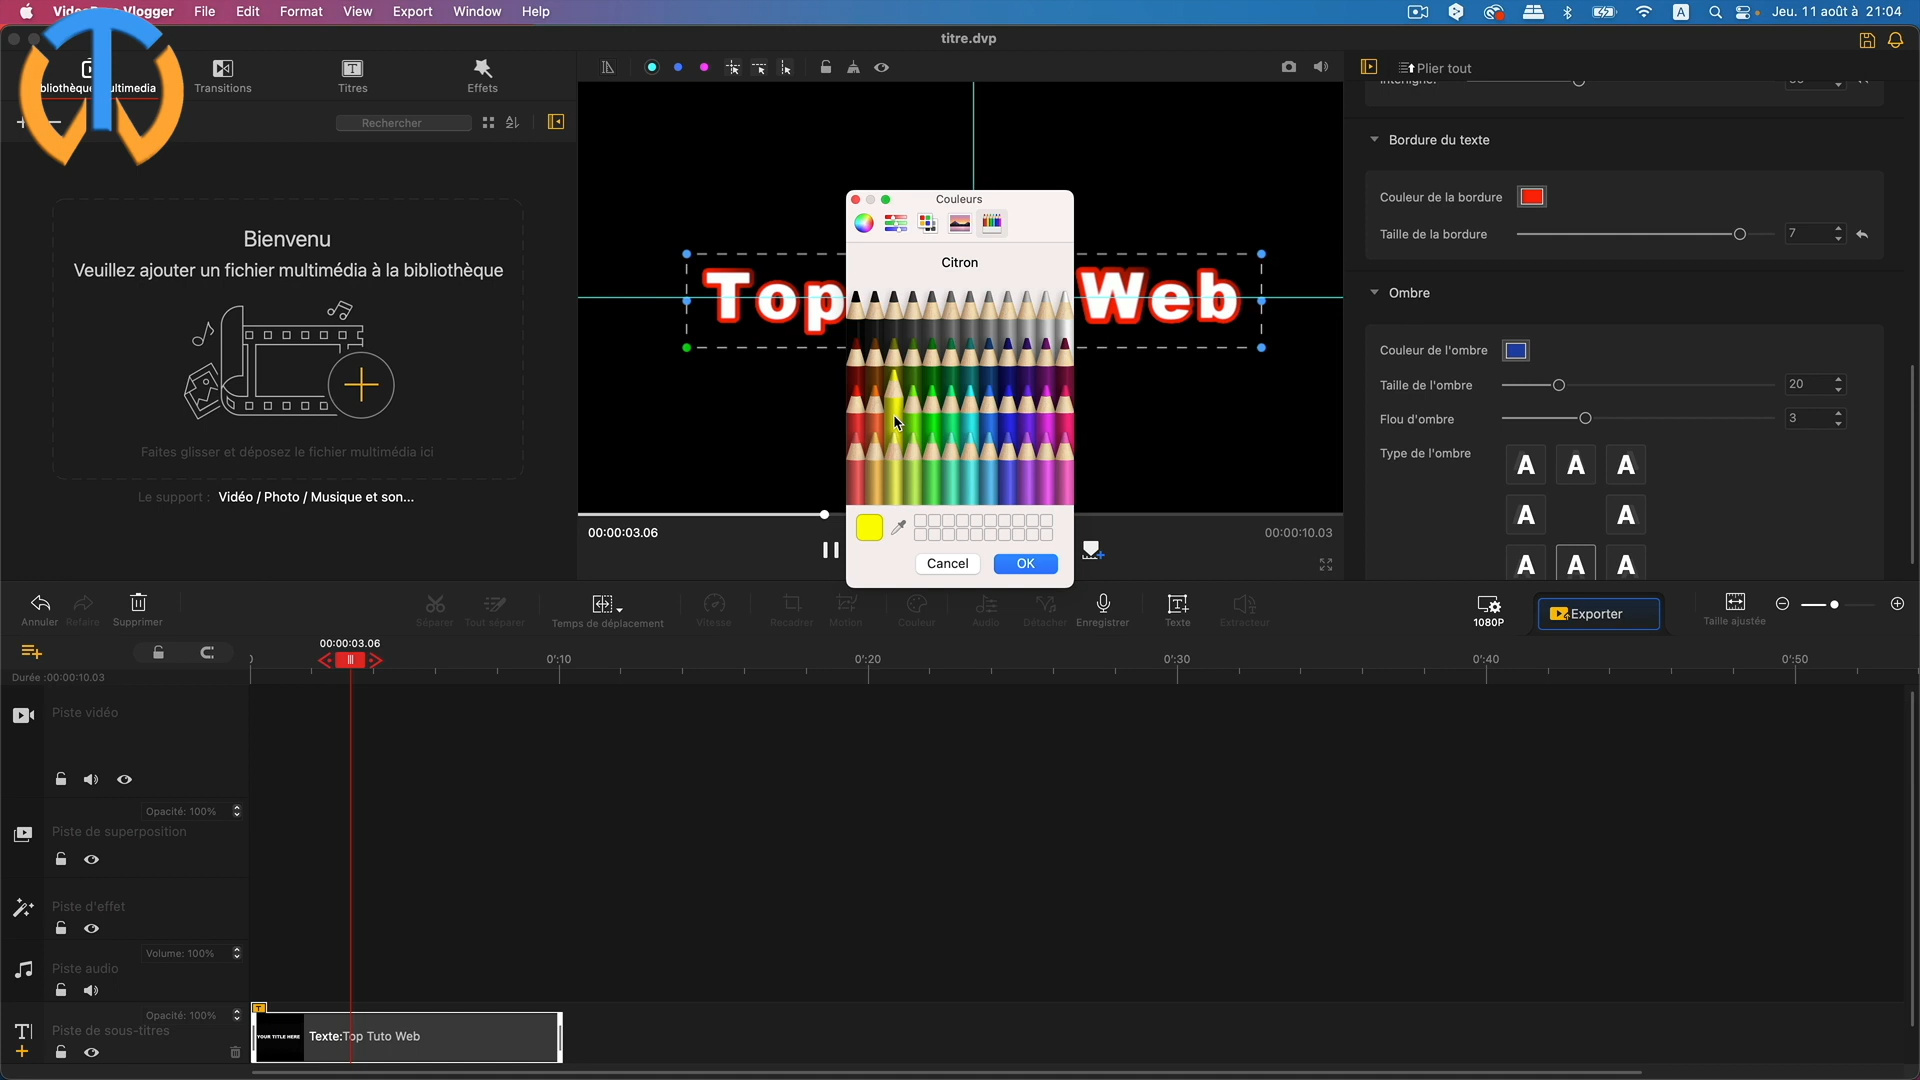 Vlogger File Edit Format View Export Window Help
A Jeu. 11 août à 21:04
titre.dvp
Transitions
Titres
Effets
Plier tout
Rechercher
Bienvenu
Veuillez ajouter un fichier multimédia à la bibliothèque
Faites glisser et déposez le fichier multimédia ici
Le support : Vidéo / Photo / Musique et son...
Top Web
00:00:03.06
00:00:10.03
Couleurs
Citron
Cancel OK
Bordure du texte
Couleur de la bordure
Taille de la bordure 7
Ombre
Couleur de l'ombre
Taille de l'ombre 20
Flou d'ombre 3
Type de l'ombre
A A A
A A
A A A
Annuler Refaire Supprimer
Séparer Tout séparer Temps de déplacement Vitesse Recadrer Motion Couleur Audio Détacher Enregistrer Texte Extracteur
1080P Exporter Taille ajustée
00:00:03.06
0':10 0':20 0':30 0':40 0':50
Durée :00:00:10.03
Piste vidéo
Opacité: 100%
Piste de superposition
Piste d'effet
Volume: 100%
Piste audio
Opacité: 100%
Piste de sous-titres
YOUR TITLE HERE
Texte:Top Tuto Web